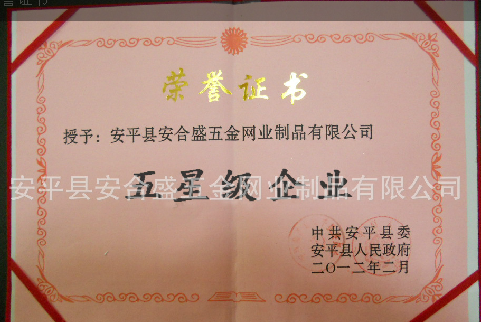 荣誉证书
授予：安平县安合盛五金网业制品有限公司
五星级企业
安平县安合盛五金网业制品有限公司
中共安平县委
安平县人民政府
二〇一二年二月